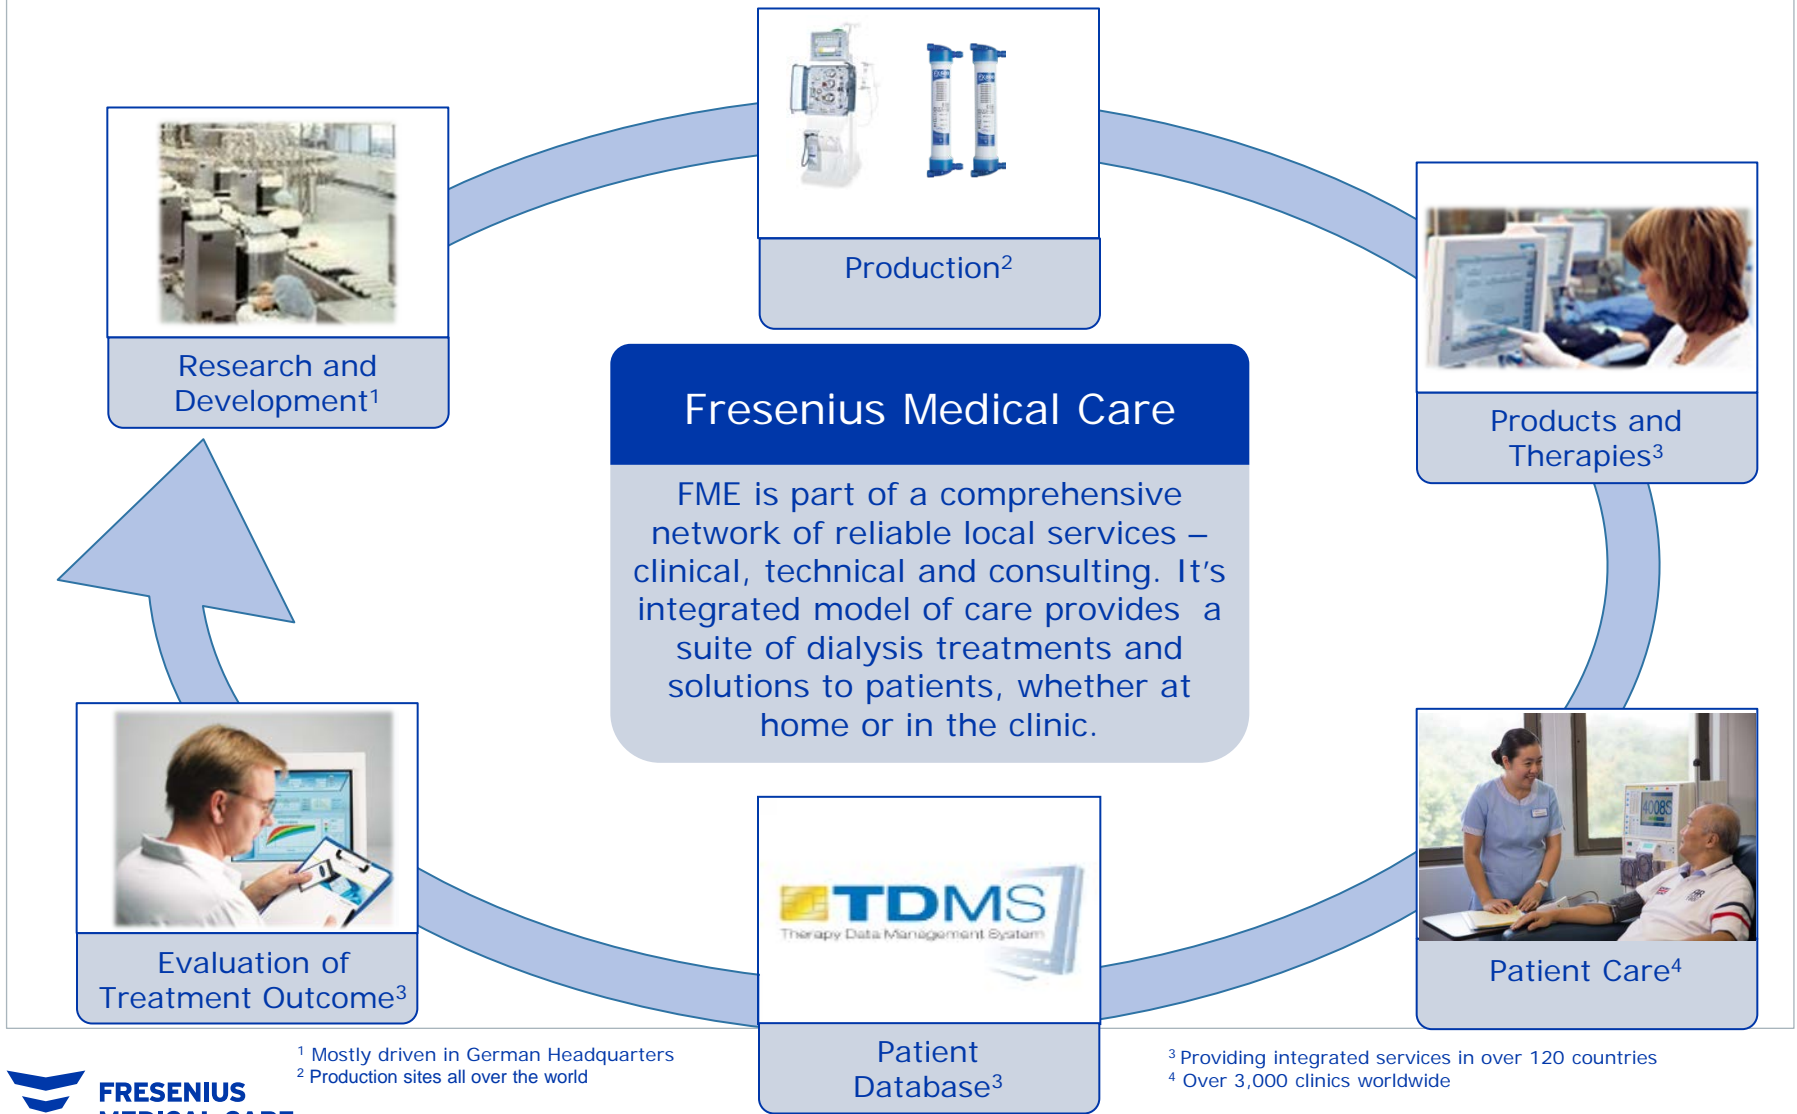 Production²
Research and
Development¹
Products and
Therapies³
Fresenius Medical Care
FME is part of a comprehensive
network of reliable local services –
clinical, technical and consulting. It's
integrated model of care provides a
suite of dialysis treatments and
solutions to patients, whether at
home or in the clinic.
4008S
TDMS
Therapy Data Management System
Evaluation of
Treatment Outcome³
Patient Care⁴
Patient
Database³
¹ Mostly driven in German Headquarters
² Production sites all over the world
³ Providing integrated services in over 120 countries
⁴ Over 3,000 clinics worldwide
FRESENIUS
MEDICAL CARE